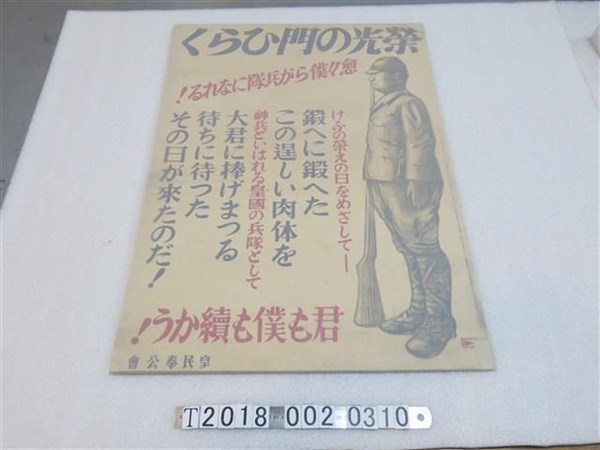 榮光の門ひらく
愈々僕らが兵隊になれる!
けふの榮えの日をめざして—
鍛へに鍛へた
この逞しい肉体を
神兵といはれる皇國の兵隊として
大君に捧げまつる
待ちに待つた
その日が來たのだ!
君も僕も續かう!
皇民奉公會
T2018 002 0310